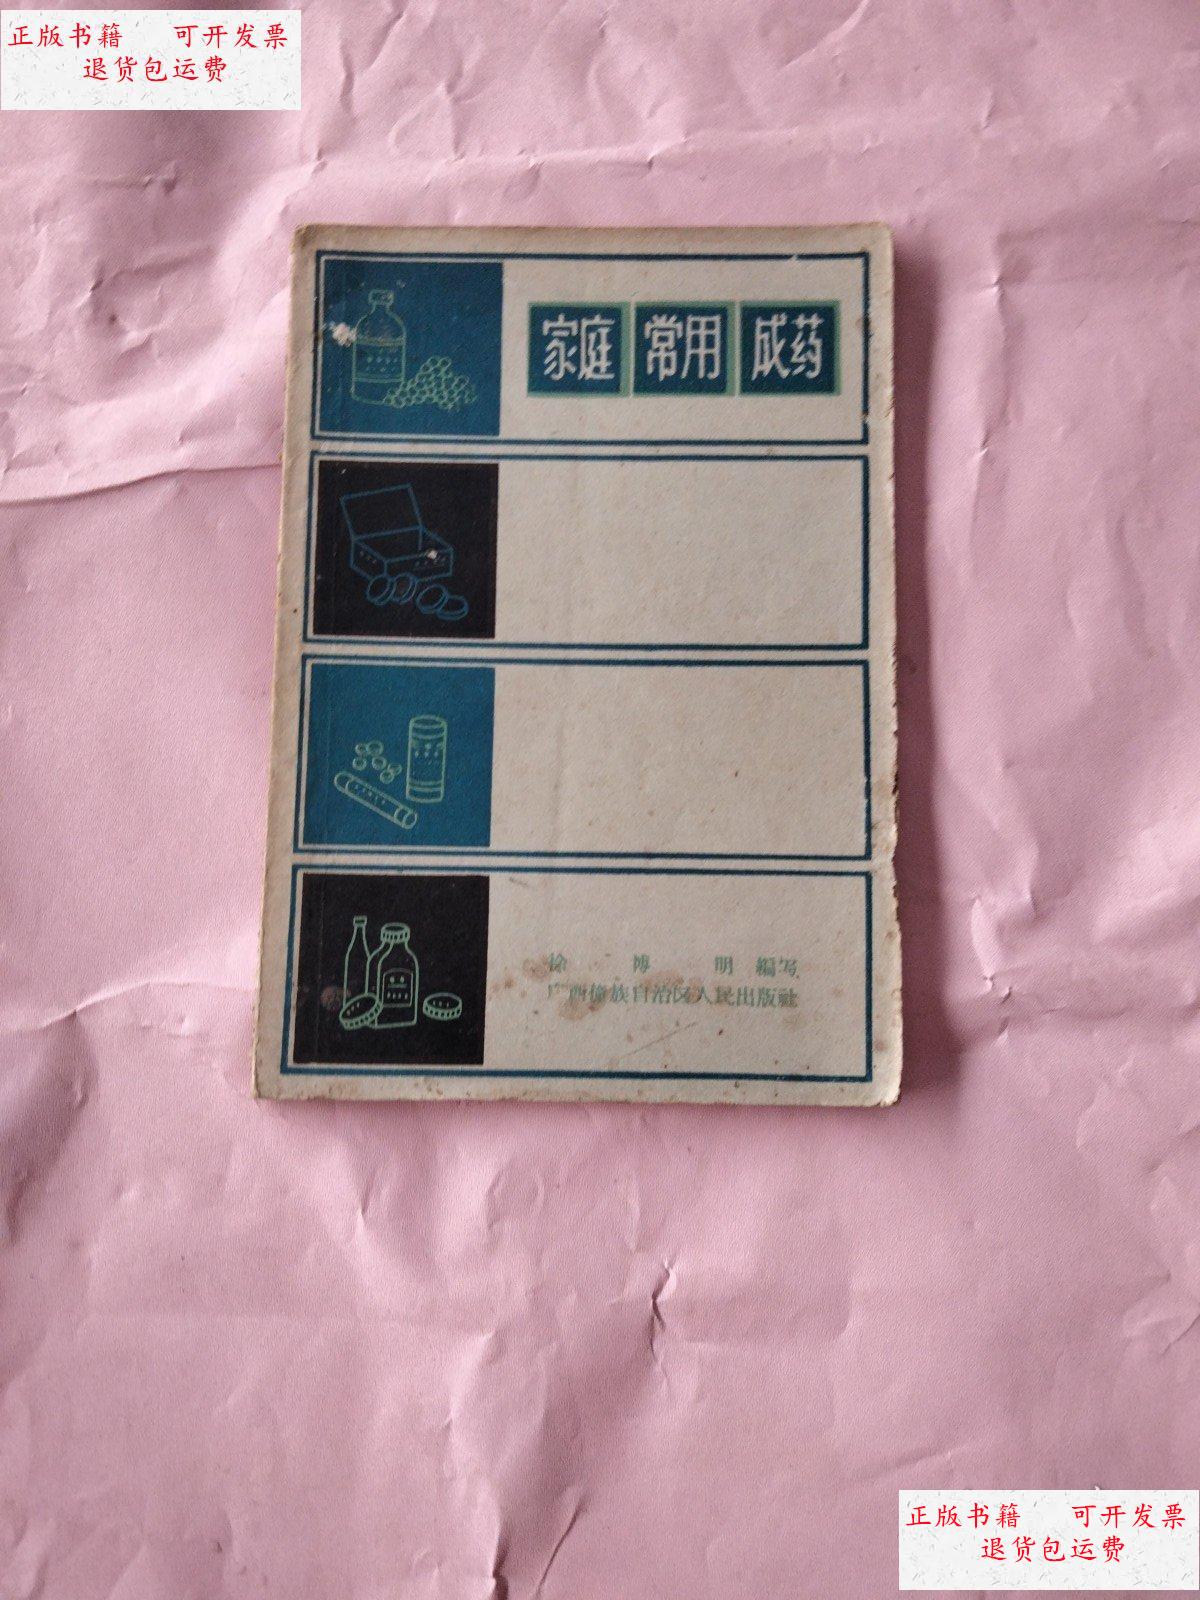 正版书籍 可开发票
退货包运费
家庭 常用 成药
徐博明 編写
广西僮族自治区人民出版社
正版书籍 可开发票
退货包运费